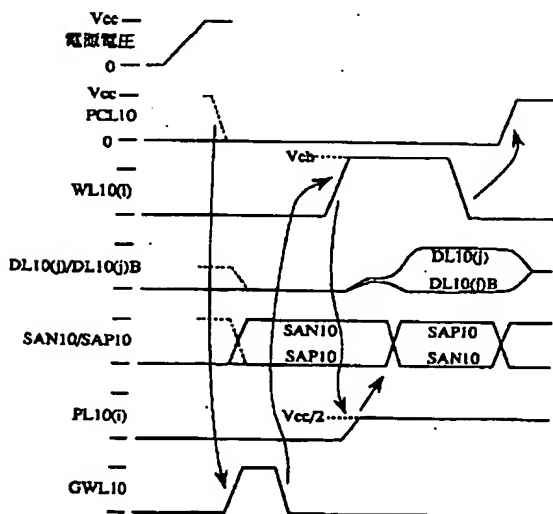 Vcc
電源電圧
0
Vcc
PCL10
0
Vch
WL10(i)
DL10(j)
DL10(j)/DL10(j)B
DL10(j)B
SAN10 SAP10
SAN10/SAP10
SAP10 SAN10
Vcc/2
PL10(i)
GWL10